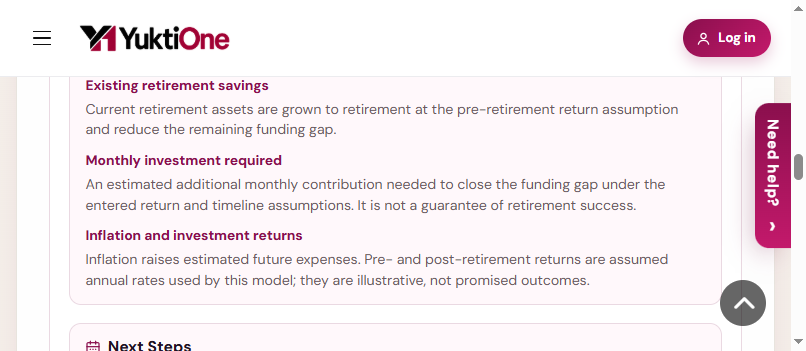 YuktiOne
Log in
Existing retirement savings
Current retirement assets are grown to retirement at the pre-retirement return assumption
and reduce the remaining funding gap.
Monthly investment required
An estimated additional monthly contribution needed to close the funding gap under the
entered return and timeline assumptions. It is not a guarantee of retirement success.
Inflation and investment returns
Inflation raises estimated future expenses. Pre- and post-retirement returns are assumed
annual rates used by this model; they are illustrative, not promised outcomes.
Need help? ›
Next Steps